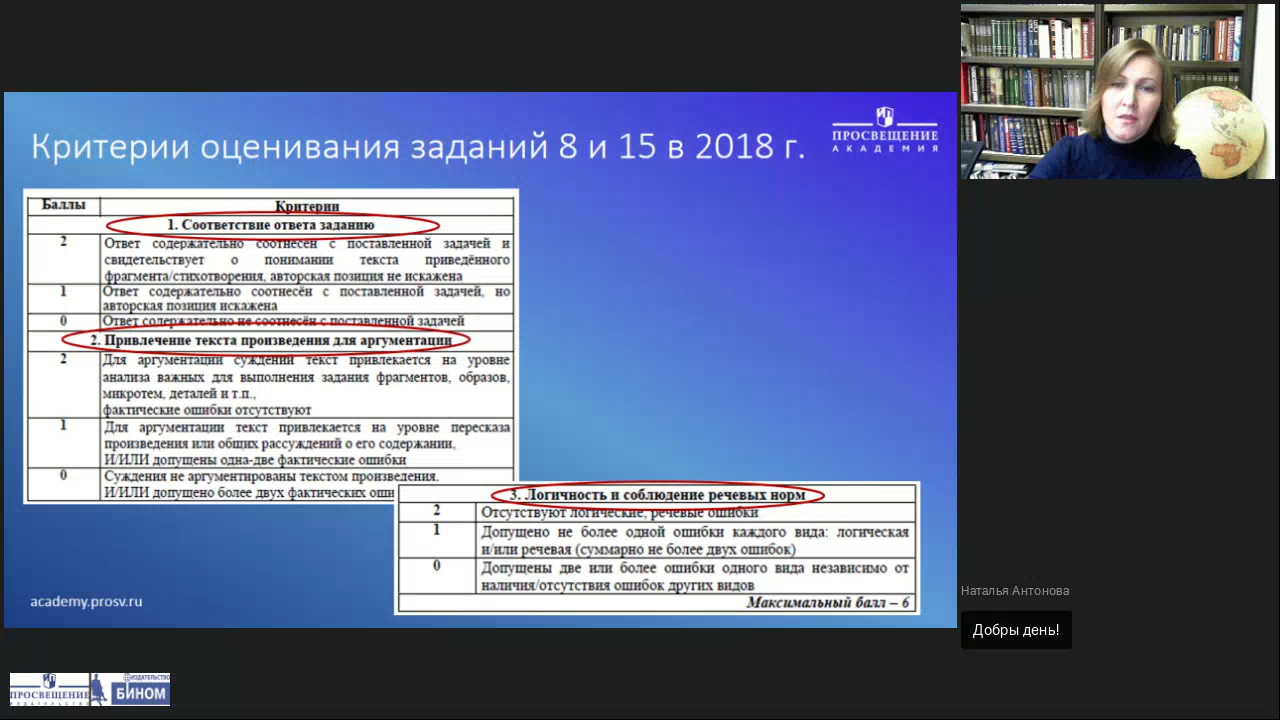 Критерии оценивания заданий 8 и 15 в 2018 г.
ПРОСВЕЩЕНИЕ
АКАДЕМИЯ
Баллы Критерии
1. Соответствие ответа заданию
2 Ответ содержательно соотнесён с поставленной задачей и
свидетельствует о понимании текста приведённого
фрагмента/стихотворения, авторская позиция не искажена
1 Ответ содержательно соотнесён с поставленной задачей, но
авторская позиция искажена
0 Ответ содержательно не соотнесён с поставленной задачей
2. Привлечение текста произведения для аргументации
2 Для аргументации суждений текст привлекается на уровне
анализа важных для выполнения задания фрагментов, образов,
микротем, деталей и т.п.,
фактические ошибки отсутствуют
1 Для аргументации текст привлекается на уровне пересказа
произведения или общих рассуждений о его содержании,
И/ИЛИ допущены одна-две фактические ошибки
0 Суждения не аргументированы текстом произведения.
И/ИЛИ допущено более двух фактических оши
3. Логичность и соблюдение речевых норм
2 Отсутствуют логические, речевые ошибки
1 Допущено не более одной ошибки каждого вида: логическая
и/или речевая (суммарно не более двух ошибок)
0 Допущены две или более ошибки одного вида независимо от
наличия/отсутствия ошибок других видов
Максимальный балл – 6
academy.prosv.ru
Наталья Антонова
Добры день!
ПРОСВЕЩЕНИЕ
ИЗДАТЕЛЬСТВО
ИЗДАТЕЛЬСТВО
БИНОМ